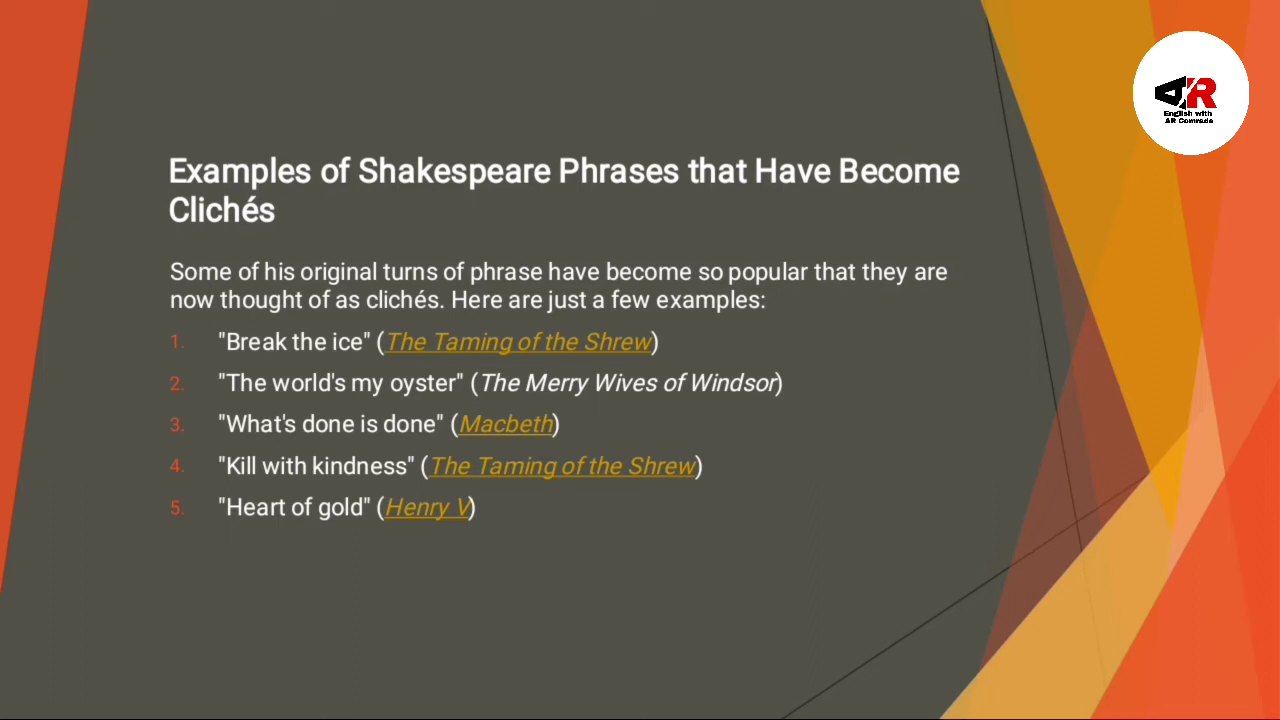 AR
English with
AR Comrade
Examples of Shakespeare Phrases that Have Become
Clichés
Some of his original turns of phrase have become so popular that they are
now thought of as clichés. Here are just a few examples:
1. "Break the ice" (The Taming of the Shrew)
2. "The world's my oyster" (The Merry Wives of Windsor)
3. "What's done is done" (Macbeth)
4. "Kill with kindness" (The Taming of the Shrew)
5. "Heart of gold" (Henry V)